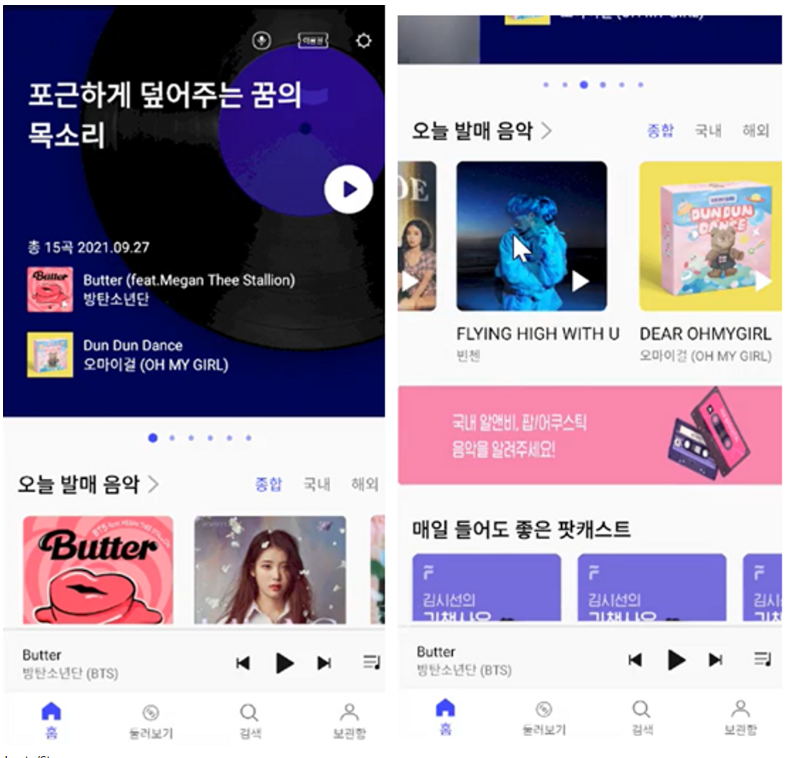 이용권
포근하게 덮어주는 꿈의
목소리
총 15곡 2021.09.27
Butter
Butter (feat.Megan Thee Stallion)
방탄소년단
Dun Dun Dance
오마이걸 (OH MY GIRL)
오늘 발매 음악
종합 국내 해외
Butter
Butter
방탄소년단 (BTS)
홈 둘러보기 검색 보관함
오마이걸 (OH MY GIRL)
오늘 발매 음악
종합 국내 해외
DUN DUN
DANCE
FLYING HIGH WITH U
빈첸
DEAR OHMYGIRL
오마이걸 (OH MY GIRL)
국내 알앤비, 팝/어쿠스틱
음악을 알려주세요!
매일 들어도 좋은 팟캐스트
김시선의
김시선의
Butter
방탄소년단 (BTS)
홈 둘러보기 검색 보관함